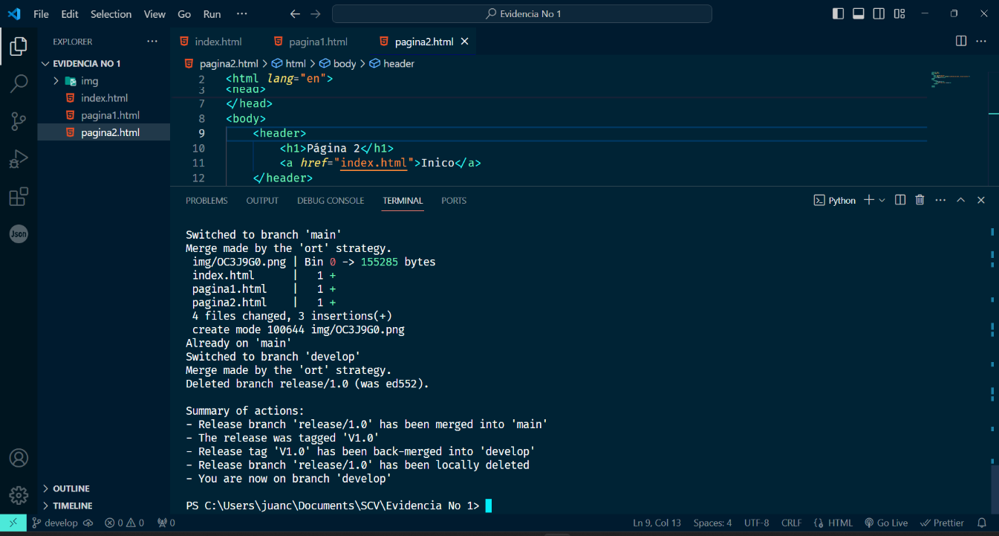 File Edit Selection View Go Run ··· Evidencia No 1
EXPLORER ···
EVIDENCIA NO 1
img
index.html
pagina1.html
pagina2.html
OUTLINE
TIMELINE
Json
index.html pagina1.html pagina2.html
pagina2.html > html > body > header
2 <html lang="en">
3 <head>
7 </head>
8 <body>
9 <header>
10 <h1>Página 2</h1>
11 <a href="index.html">Inico</a>
12 </header>
PROBLEMS OUTPUT DEBUG CONSOLE TERMINAL PORTS Python
Switched to branch 'main'
Merge made by the 'ort' strategy.
img/OC3J9G0.png | Bin 0 -> 155285 bytes
index.html | 1 +
pagina1.html | 1 +
pagina2.html | 1 +
4 files changed, 3 insertions(+)
create mode 100644 img/OC3J9G0.png
Already on 'main'
Switched to branch 'develop'
Merge made by the 'ort' strategy.
Deleted branch release/1.0 (was ed552).
Summary of actions:
- Release branch 'release/1.0' has been merged into 'main'
- The release was tagged 'V1.0'
- Release tag 'V1.0' has been back-merged into 'develop'
- Release branch 'release/1.0' has been locally deleted
- You are now on branch 'develop'
PS C:\Users\juanc\Documents\SCV\Evidencia No 1>
develop 0 0 0 Ln 9, Col 13 Spaces: 4 UTF-8 CRLF HTML Go Live Prettier